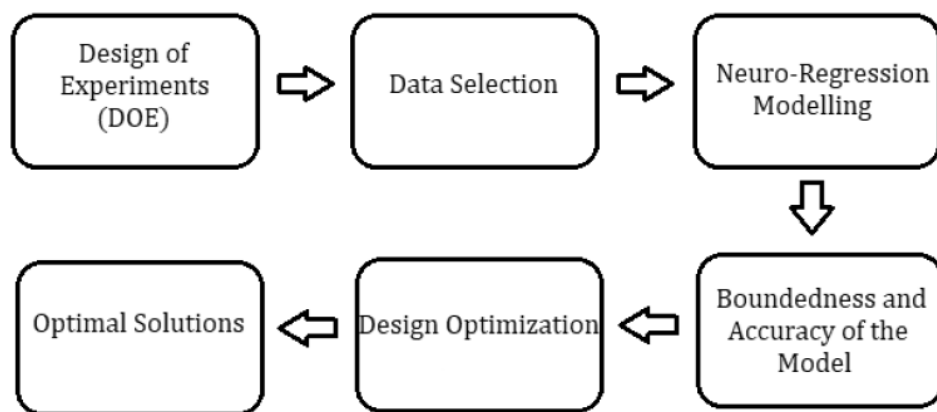 Design of
Experiments
(DOE)
Data Selection
Neuro-Regression
Modelling
Boundedness and
Accuracy of the
Model
Design Optimization
Optimal Solutions